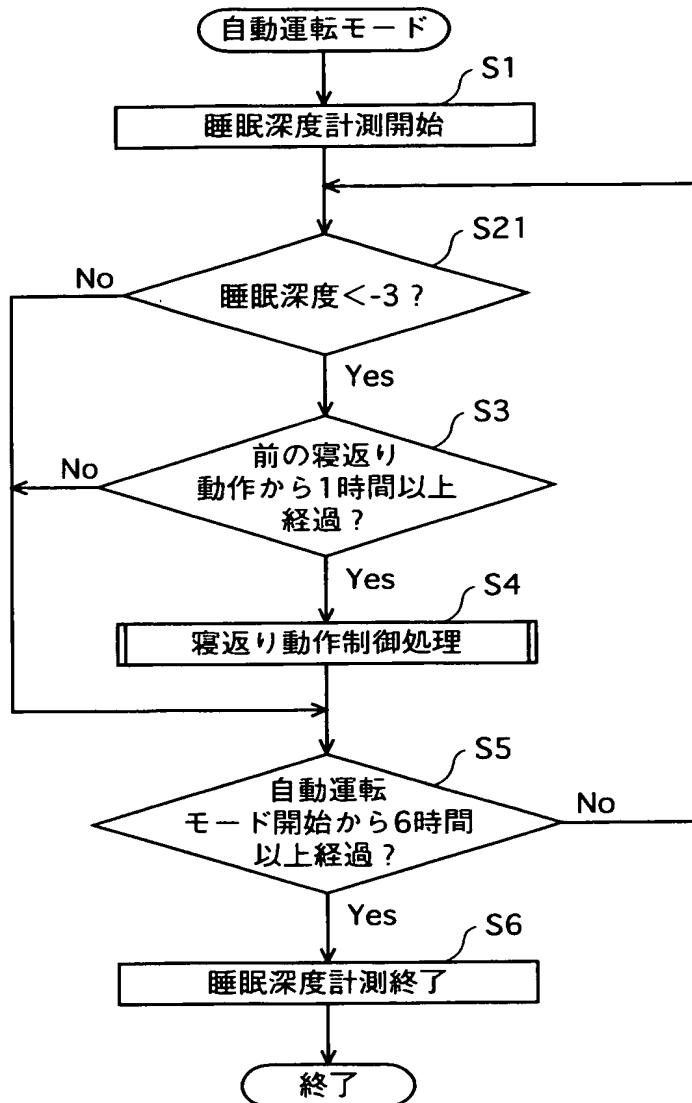 自動運転モード
S1
睡眠深度計測開始
S21
No
睡眠深度<-3?
Yes
S3
No
前の寝返り
動作から1時間以上
経過?
Yes
S4
寝返り動作制御処理
S5
自動運転
モード開始から6時間
以上経過?
No
Yes
S6
睡眠深度計測終了
終了